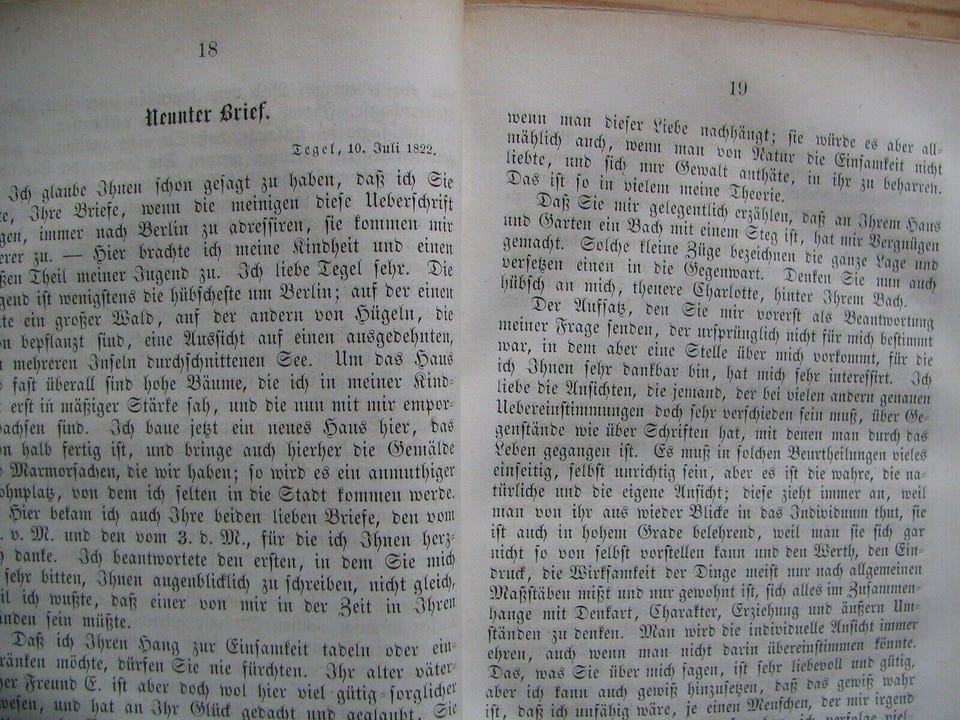 18
Neunter Brief.
Tegel, 10. Juli 1822.
Ich glaube Ihnen schon gesagt zu haben, daß ich Sie
te, Ihre Briefe, wenn die meinigen diese Ueberschrift
gen, immer nach Berlin zu adressiren, sie kommen mir
erer zu. — Hier brachte ich meine Kindheit und einen
ßen Theil meiner Jugend zu. Ich liebe Tegel sehr. Die
gend ist wenigstens die hübscheste um Berlin; auf der einen
te ein großer Wald, auf der andern von Hügeln, die
n bepflanzt sind, eine Aussicht auf einen ausgedehnten,
mehreren Inseln durchschnittenen See. Um das Haus
fast überall sind hohe Bäume, die ich in meiner Kind-
erst in mäßiger Stärke sah, und die nun mit mir empor-
achsen sind. Ich baue jetzt ein neues Haus hier, das
n halb fertig ist, und bringe auch hierher die Gemälde
Marmorsachen, die wir haben; so wird es ein anmuthiger
ohnplatz, von dem ich selten in die Stadt kommen werde.
Hier bekam ich auch Ihre beiden lieben Briefe, den vom
. v. M. und den vom 3. d. M., für die ich Ihnen herz-
danke. Ich beantwortete den ersten, in dem Sie mich
sehr bitten, Ihnen augenblicklich zu schreiben, nicht gleich,
il ich wußte, daß einer von mir in der Zeit in Ihren
nden sein müßte.
Daß ich Ihren Hang zur Einsamkeit tadeln oder ein-
ränken möchte, dürfen Sie nie fürchten. Ihr alter väter-
her Freund E. ist aber doch wol hier viel gütig-sorglicher
wesen, und hat an Ihr Glück gedacht und geglaubt, Sie
19
wenn man dieser Liebe nachhängt; sie würde es aber all-
mählich auch, wenn man von Natur die Einsamkeit nicht
liebte, und sich nur Gewalt anthäte, in ihr zu beharren.
Das ist so in vielem meine Theorie.
Daß Sie mir gelegentlich erzählen, daß an Ihrem Haus
und Garten ein Bach mit einem Steg ist, hat mir Vergnügen
gemacht. Solche kleine Züge bezeichnen die ganze Lage und
versetzen einen in die Gegenwart. Denken Sie nun auch
hübsch an mich, theuere Charlotte, hinter Ihrem Bach.
Der Aufsatz, den Sie mir vorerst als Beantwortung
meiner Frage senden, der ursprünglich nicht für mich bestimmt
war, in dem aber eine Stelle über mich vorkommt, für die
ich Ihnen sehr dankbar bin, hat mich sehr interessirt. Ich
liebe die Ansichten, die jemand, der bei vielen andern genauen
Uebereinstimmungen doch sehr verschieden sein muß, über Ge-
genstände wie über Schriften hat, mit denen man durch das
Leben gegangen ist. Es muß in solchen Beurtheilungen vieles
einseitig, selbst unrichtig sein, aber es ist die wahre, die na-
türliche und die eigene Ansicht; diese zieht immer an, weil
man von ihr aus wieder Blicke in das Individuum thut, sie
ist auch in hohem Grade belehrend, weil man sie sich gar
nicht so von selbst vorstellen kann und den Werth, den Ein-
druck, die Wirksamkeit der Dinge meist nur nach allgemeinen
Maßstäben mißt und nur gewohnt ist, sich alles im Zusammen-
hange mit Denkart, Charakter, Erziehung und äußern Um-
ständen zu denken. Man wird die individuelle Ansicht immer
ehren, auch wenn man nicht darin übereinstimmen könnte.
Das, was Sie über mich sagen, ist sehr liebevoll und gütig,
aber ich kann auch gewiß hinzusetzen, daß das gewiß wahr
ist, daß ich unfähig wäre, je einen Menschen, der mir irgend